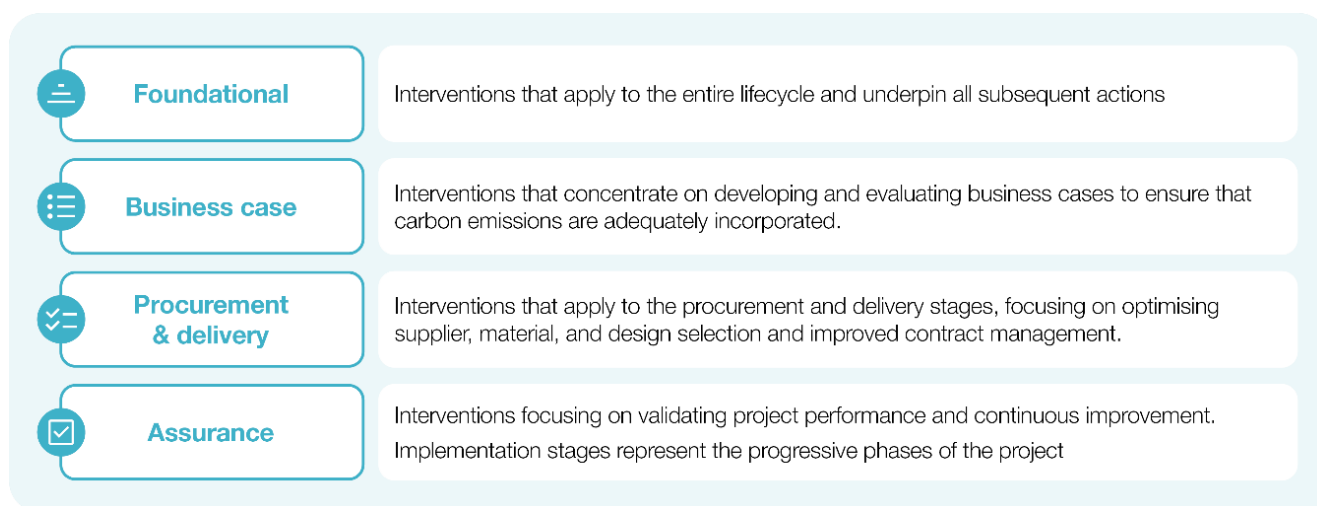 Foundational
Interventions that apply to the entire lifecycle and underpin all subsequent actions
Business case
Interventions that concentrate on developing and evaluating business cases to ensure that
carbon emissions are adequately incorporated.
Procurement
& delivery
Interventions that apply to the procurement and delivery stages, focusing on optimising
supplier, material, and design selection and improved contract management.
Assurance
Interventions focusing on validating project performance and continuous improvement.
Implementation stages represent the progressive phases of the project